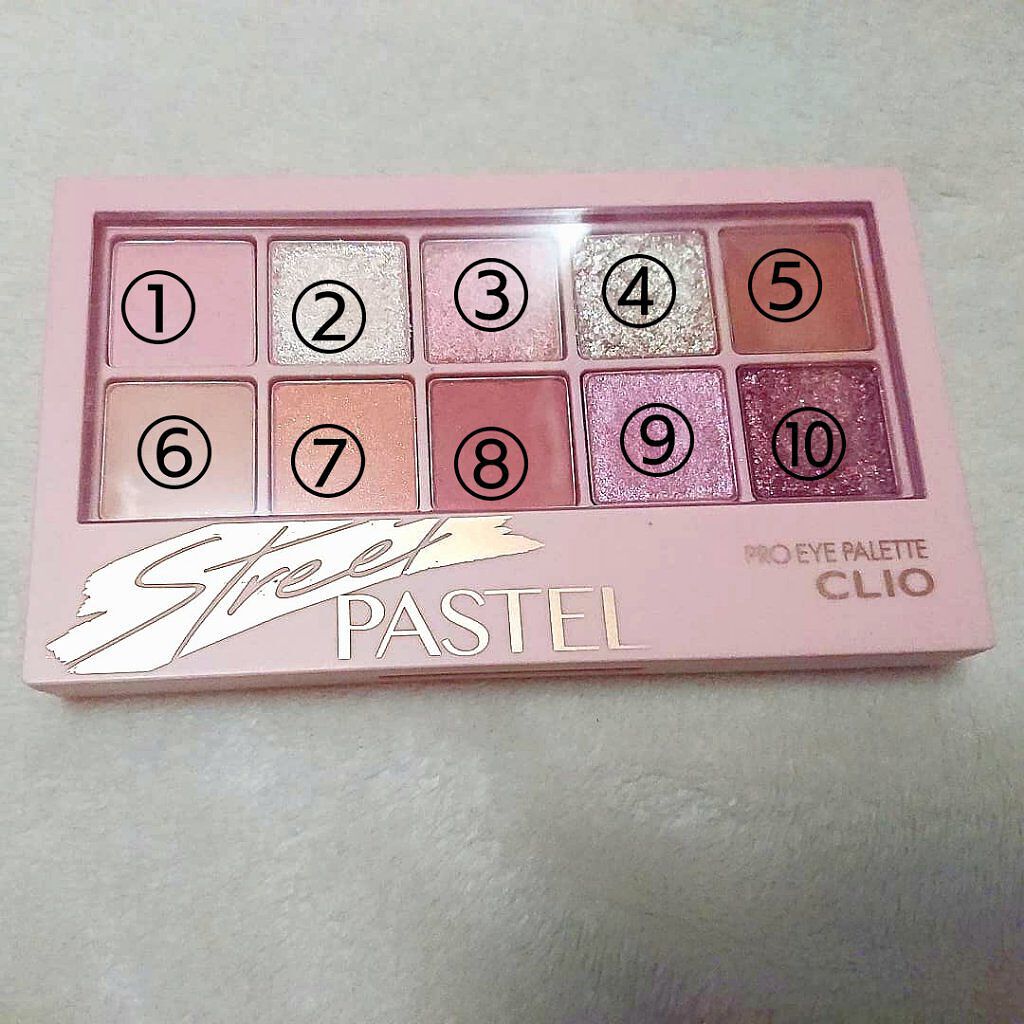 ① ② ③ ④ ⑤
⑥ ⑦ ⑧ ⑨ ⑩
Street
PASTEL
PRO EYE PALETTE
CLIO